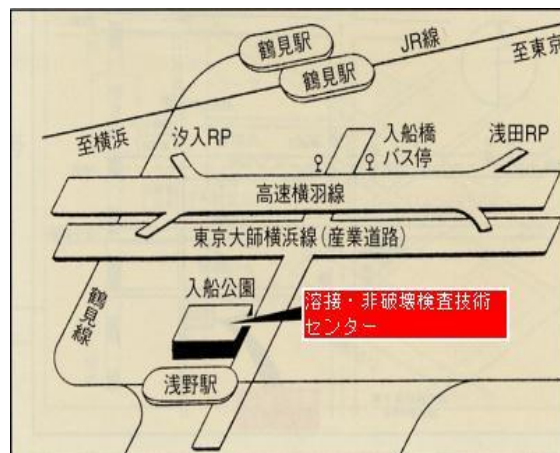 鶴見駅
JR線
至東京
鶴見駅
至横浜
汐入RP
入船橋
バス停
浅田RP
高速横羽線
東京大師横浜線(産業道路)
入船公園
鶴見線
溶接・非破壊検査技術
センター
浅野駅